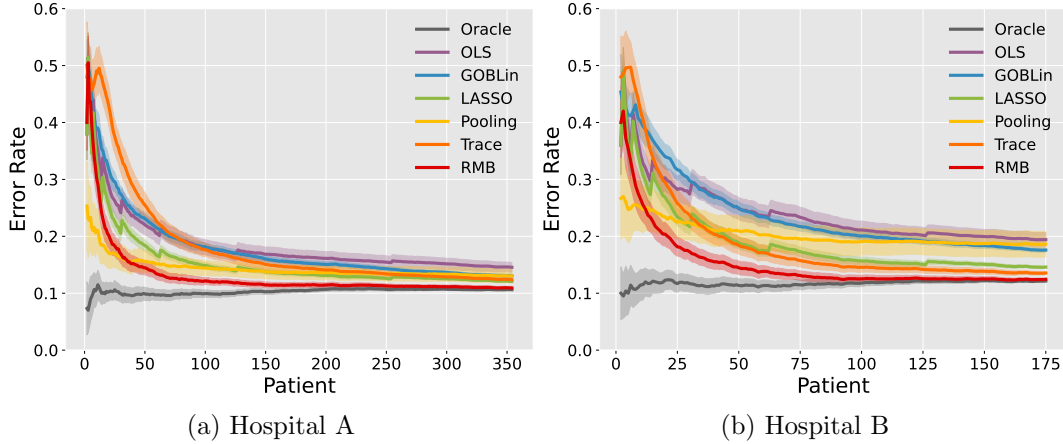 0.6
0.5
0.4
0.3
0.2
0.1
0.0
Error Rate
0 50 100 150 200 250 300 350
Patient
Oracle
OLS
GOBLin
LASSO
Pooling
Trace
RMB
(a) Hospital A
0.6
0.5
0.4
0.3
0.2
0.1
0.0
Error Rate
0 25 50 75 100 125 150 175
Patient
Oracle
OLS
GOBLin
LASSO
Pooling
Trace
RMB
(b) Hospital B